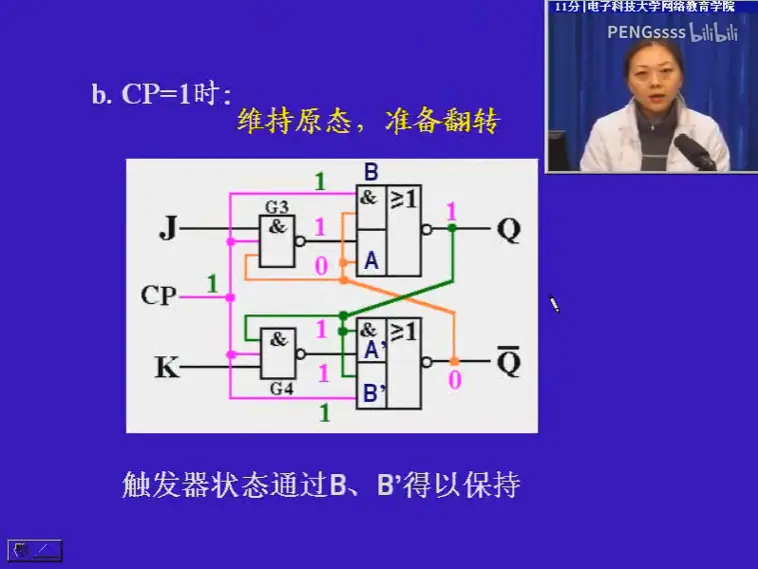 11分|电子科技大学网络教育学院
PENGssss bilibili
b. CP=1时:
维持原态，准备翻转
B
1
&
≥1
G3
J
&
1
1
Q
0
A
CP
1
1
&
≥1
&
A'
1
Q̅
K
G4
B'
0
1
触发器状态通过B、B'得以保持